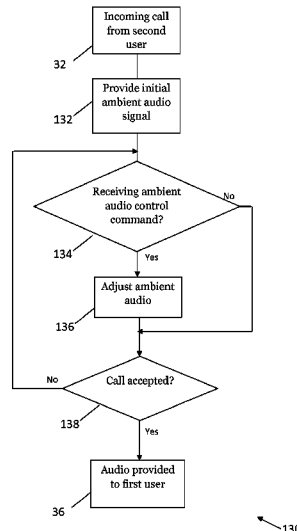 Incoming call
from second
user
32
Provide initial
ambient audio
signal
132
Receiving ambient
audio control
command?
No
134
Yes
Adjust ambient
audio
136
No
Call accepted?
138
Yes
Audio provided
to first user
36
130